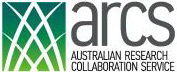 arcs
AUSTRALIAN RESEARCH
COLLABORATION SERVICE